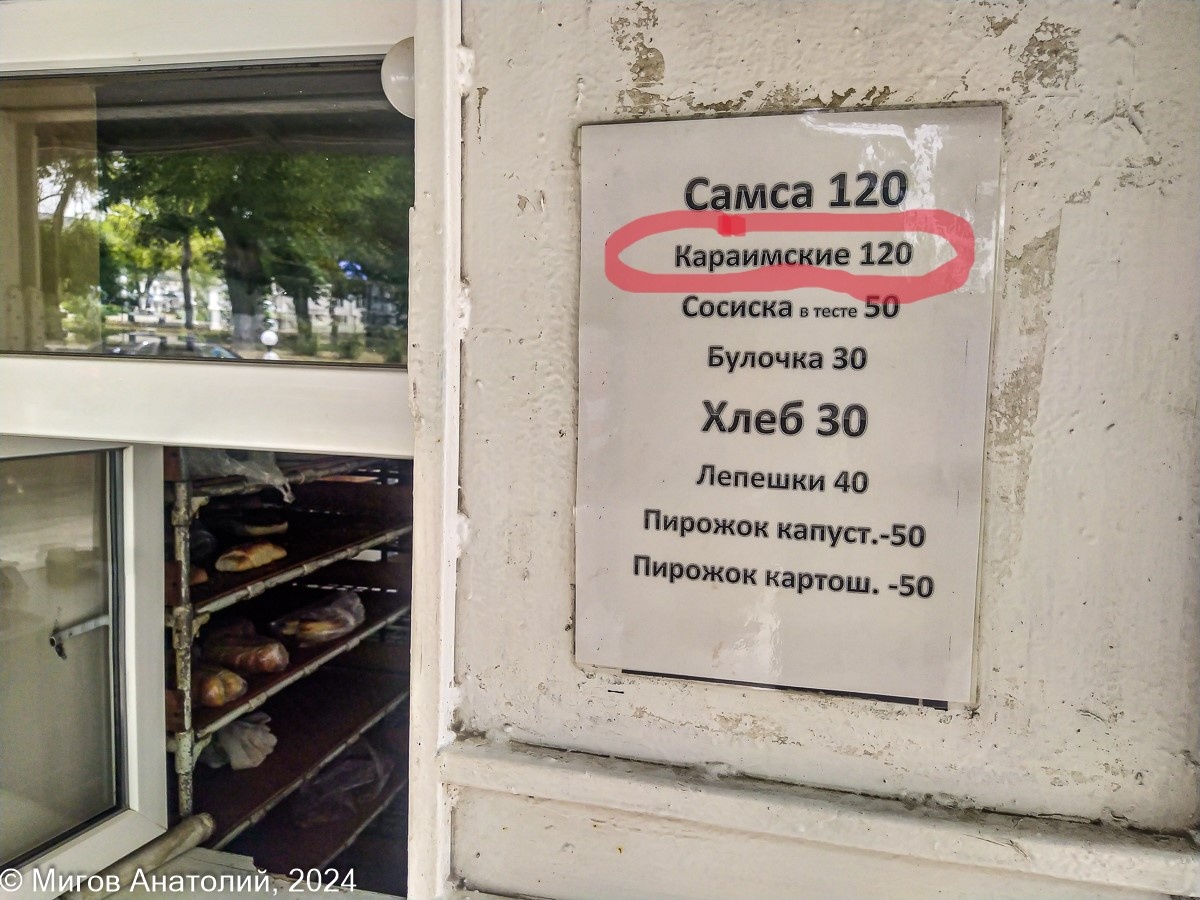 Самса 120
Караимские 120
Сосиска в тесте 50
Булочка 30
Хлеб 30
Лепешки 40
Пирожок капуст.-50
Пирожок картош. -50
© Мигов Анатолий, 2024